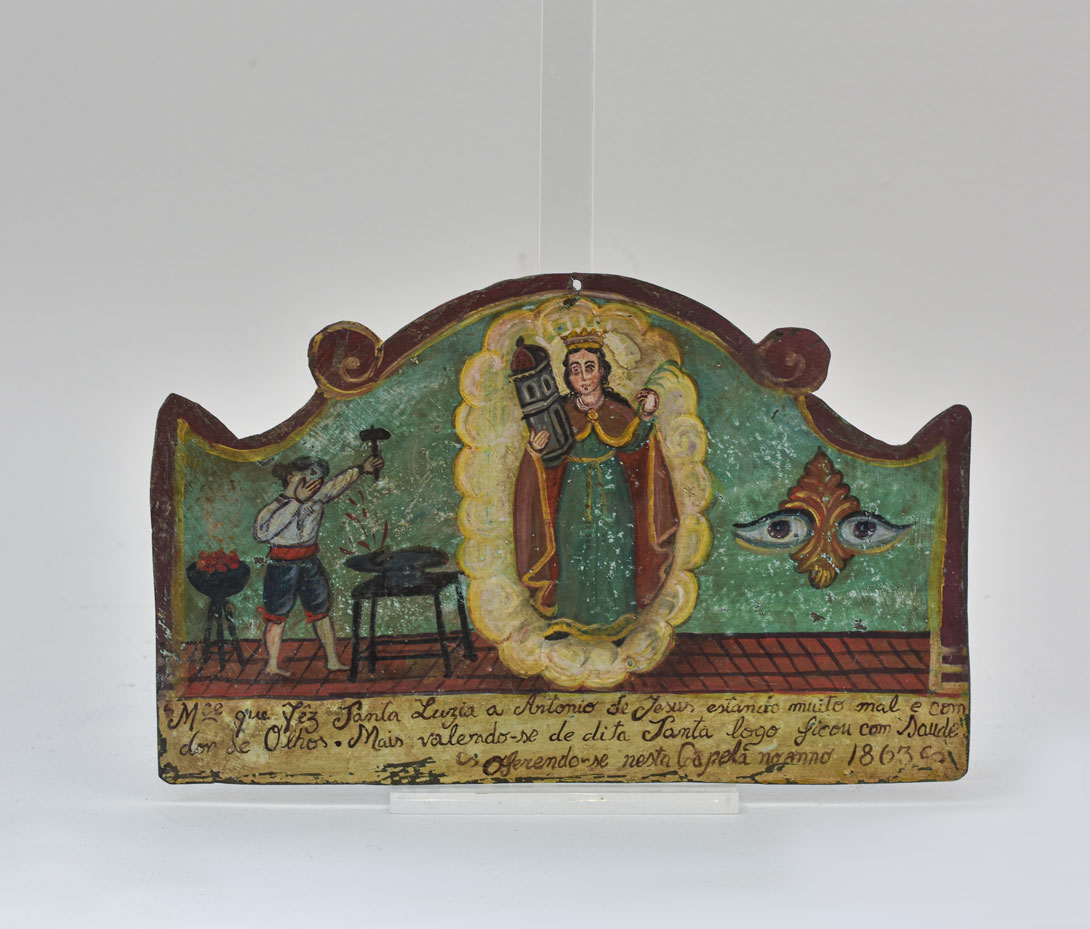 Mce que Fêz Santa Luzia a Antonio de Jesus estando muito mal e com
dor de Olhos. Mais valendo-se de dita Santa logo ficou com Saude
oferendo-se nesta Capela no anno 1863